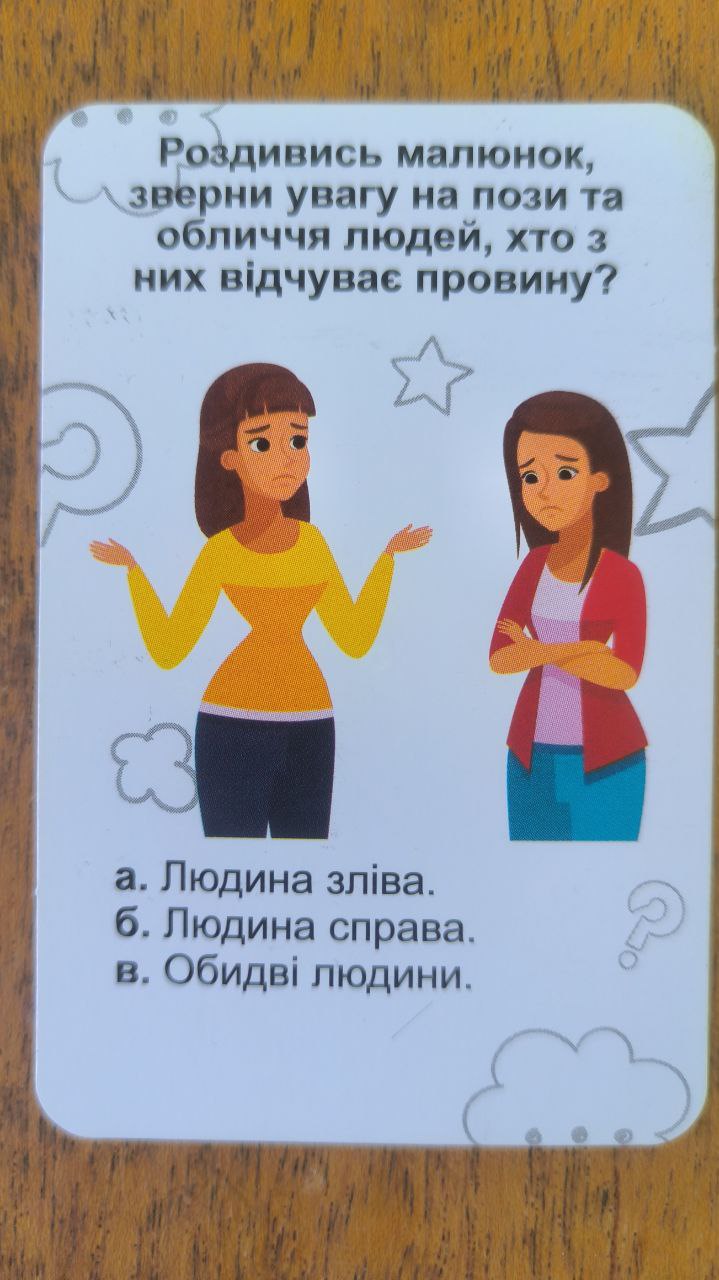 Роздивись малюнок,
зверни увагу на пози та
обличчя людей, хто з
них відчуває провину?
а. Людина зліва.
б. Людина справа.
в. Обидві людини.